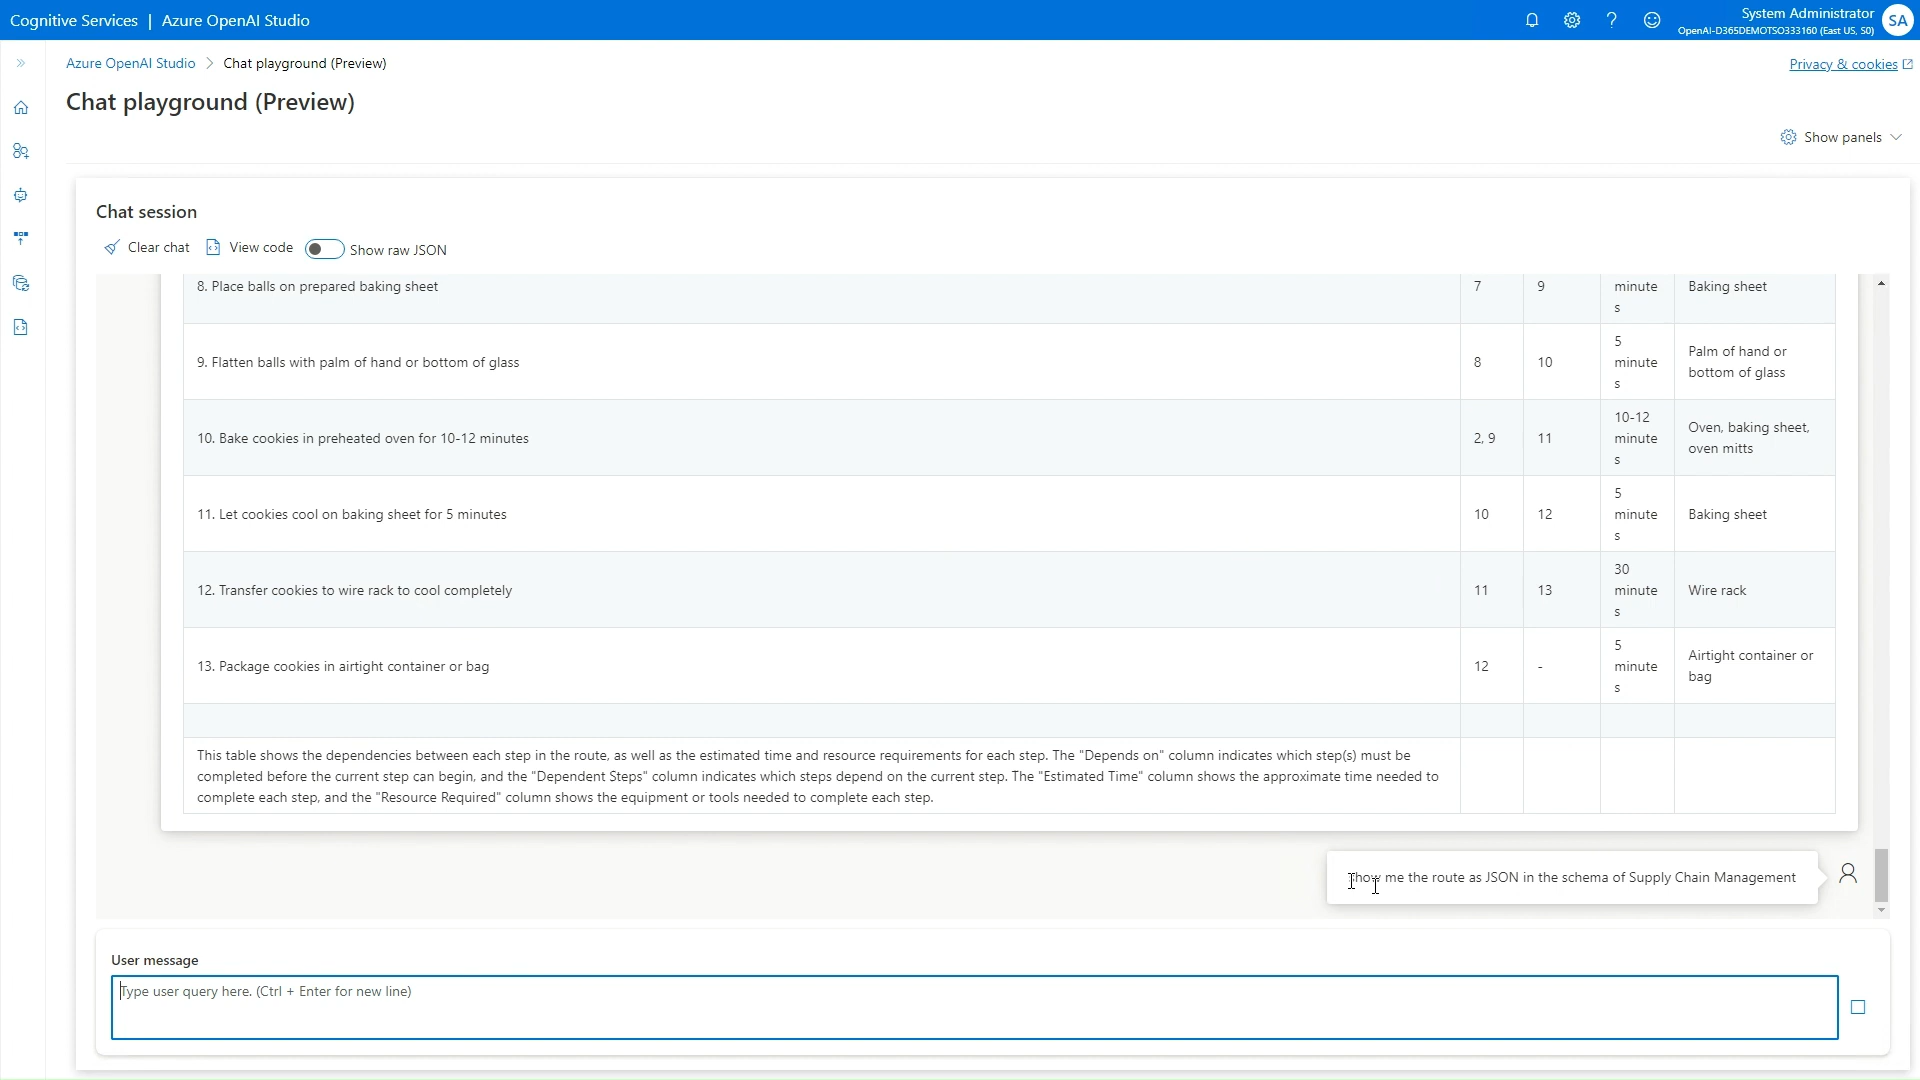 Cognitive Services | Azure OpenAI Studio
System Administrator
OpenAI-D365DEMOTSO333160 (East US, S0)
SA
Azure OpenAI Studio > Chat playground (Preview)
Privacy & cookies
Chat playground (Preview)
Show panels
Chat session
Clear chat View code Show raw JSON
8. Place balls on prepared baking sheet 7 9 minute Baking sheet
s
9. Flatten balls with palm of hand or bottom of glass 8 10
5
minute
s
Palm of hand or
bottom of glass
10. Bake cookies in preheated oven for 10-12 minutes 2, 9 11
10-12
minute
s
Oven, baking sheet,
oven mitts
11. Let cookies cool on baking sheet for 5 minutes 10 12
5
minute
s
Baking sheet
12. Transfer cookies to wire rack to cool completely 11 13
30
minute
s
Wire rack
13. Package cookies in airtight container or bag 12 -
5
minute
s
Airtight container or
bag
This table shows the dependencies between each step in the route, as well as the estimated time and resource requirements for each step. The "Depends on" column indicates which step(s) must be
completed before the current step can begin, and the "Dependent Steps" column indicates which steps depend on the current step. The "Estimated Time" column shows the approximate time needed to
complete each step, and the "Resource Required" column shows the equipment or tools needed to complete each step.
Show me the route as JSON in the schema of Supply Chain Management
User message
Type user query here. (Ctrl + Enter for new line)